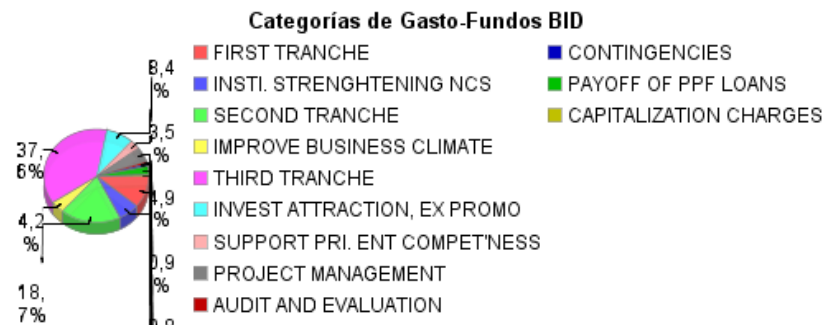 Categorías de Gasto-Fundos BID
FIRST TRANCHE
INSTI. STRENGHTENING NCS
SECOND TRANCHE
IMPROVE BUSINESS CLIMATE
THIRD TRANCHE
INVEST ATTRACTION, EX PROMO
SUPPORT PRI. ENT COMPET'NESS
PROJECT MANAGEMENT
AUDIT AND EVALUATION
CONTINGENCIES
PAYOFF OF PPF LOANS
CAPITALIZATION CHARGES
37,
6%
4,2
%
18,
7%
8,4
%
3,5
%
4,9
%
0,9
%